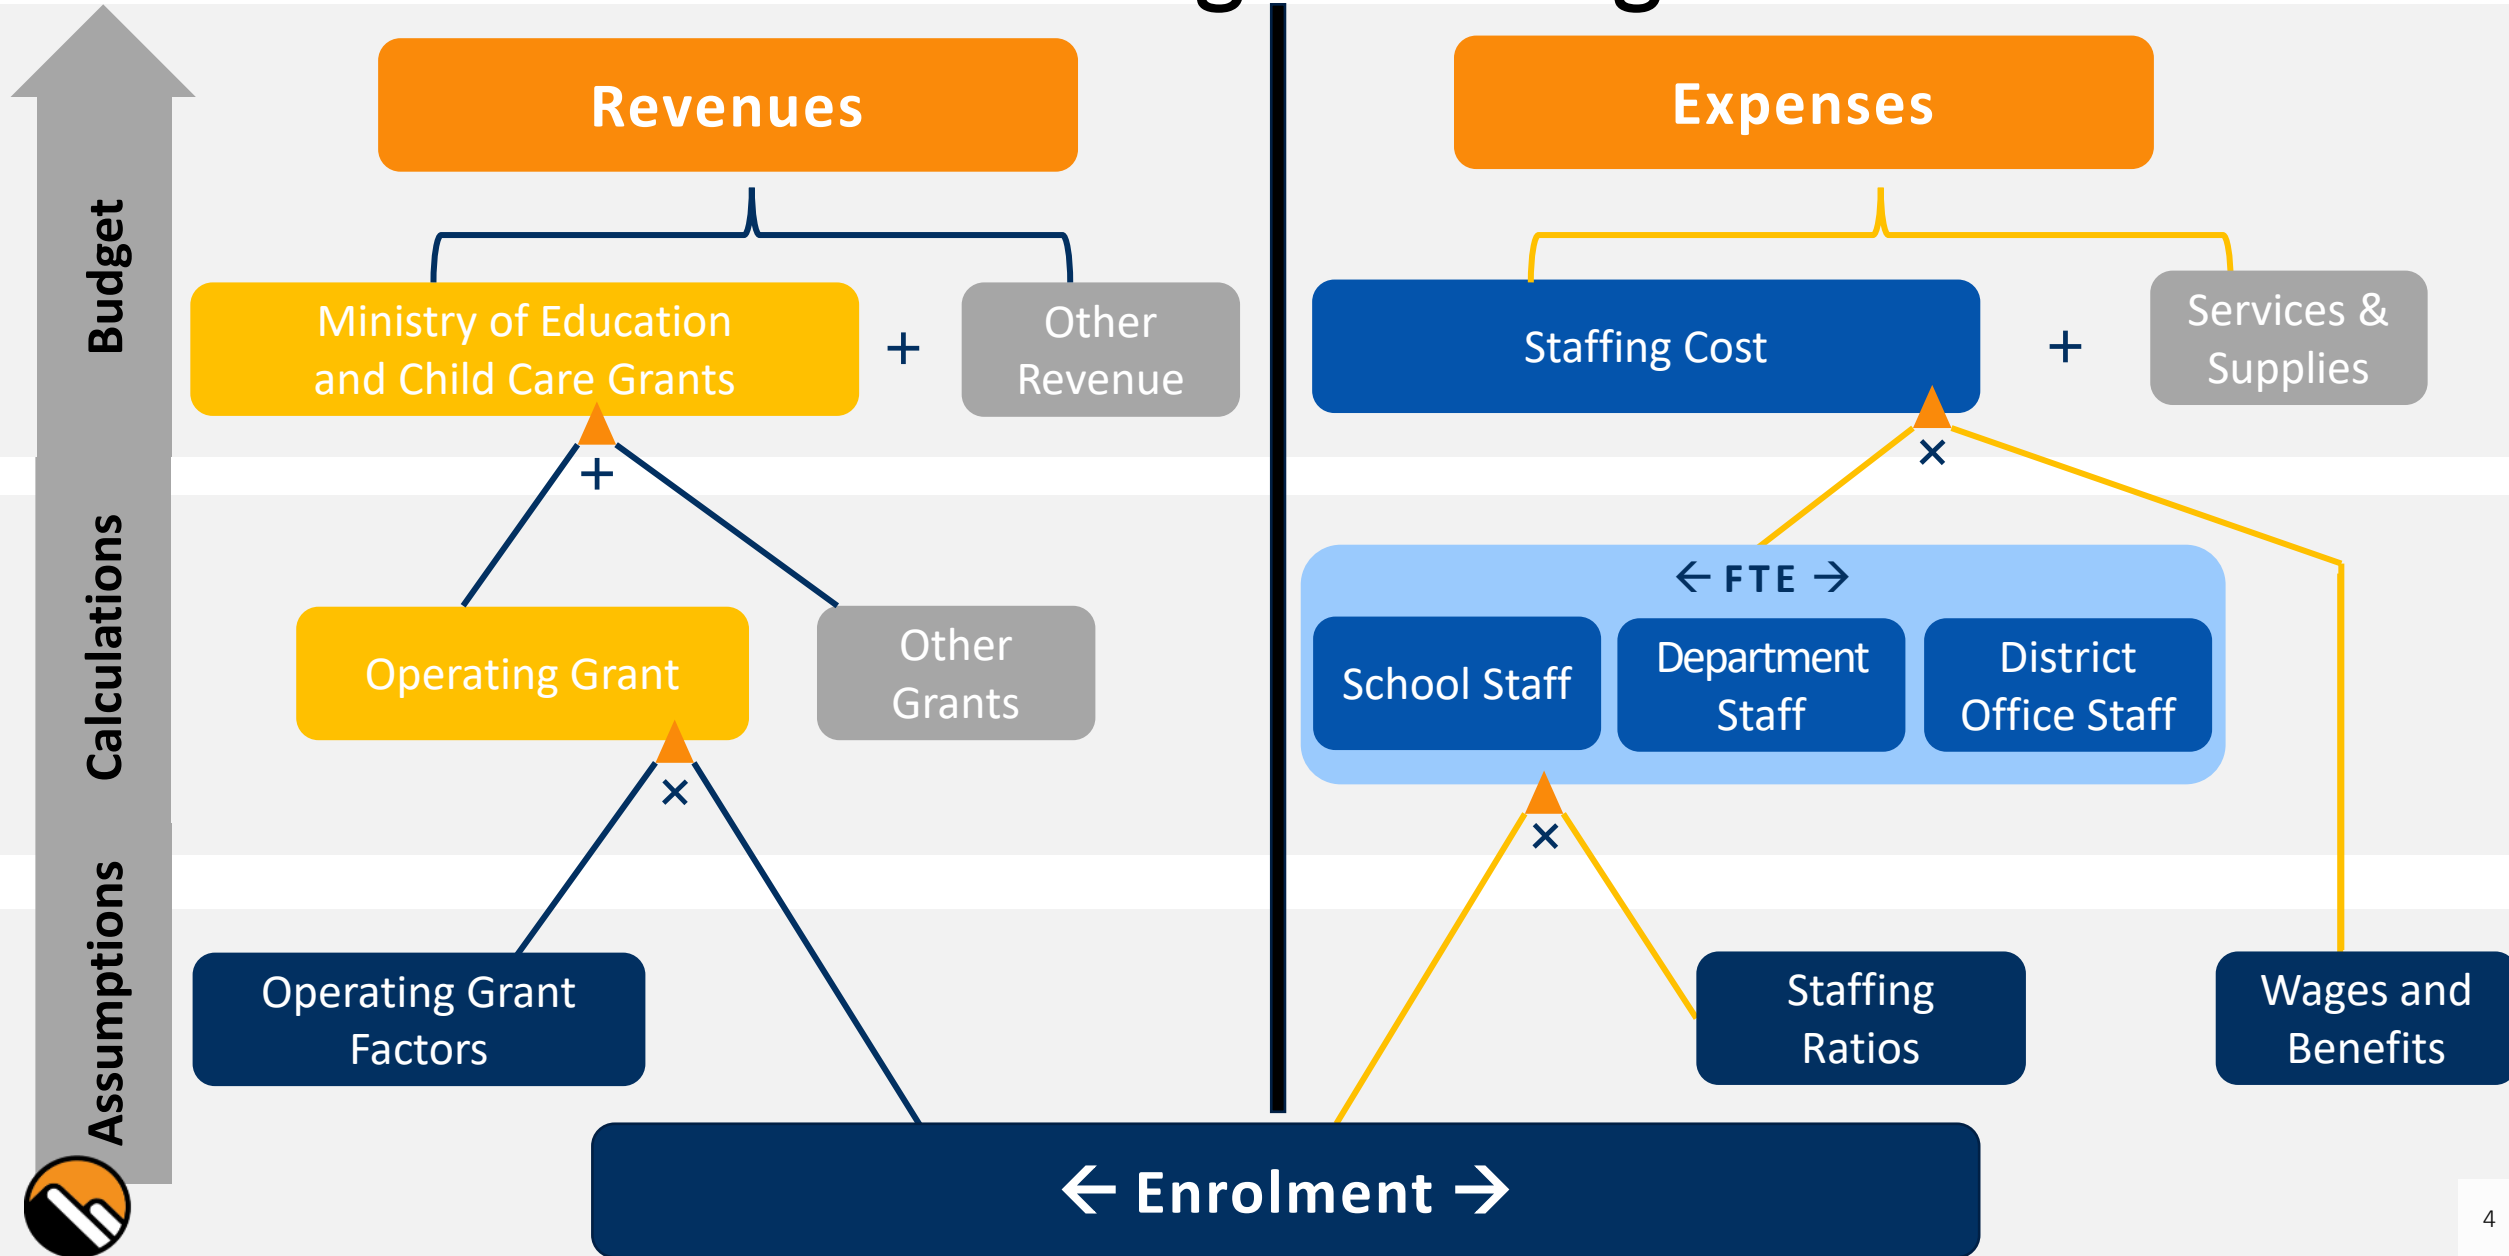 Revenues
Expenses
Budget
Ministry of Education
and Child Care Grants
+
Other
Revenue
Staffing Cost
+
Services &
Supplies
+
×
Calculations
Operating Grant
Other
Grants
← FTE →
School Staff
Department
Staff
District
Office Staff
×
×
Assumptions
Operating Grant
Factors
Staffing
Ratios
Wages and
Benefits
← Enrolment →
4